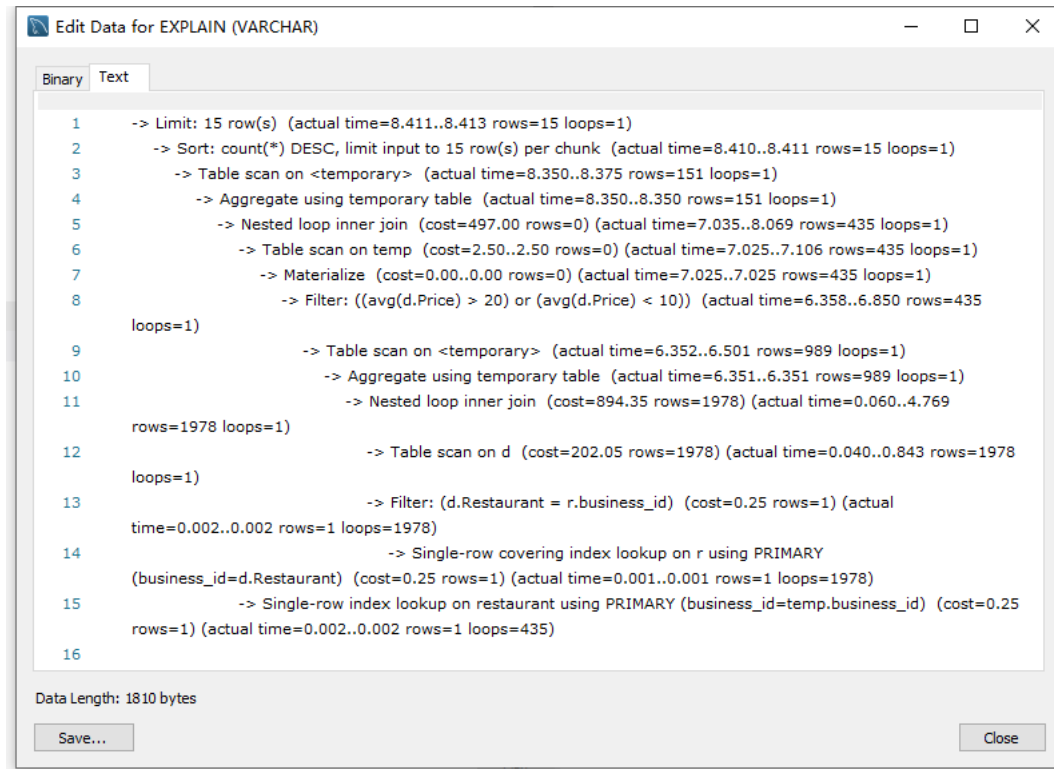 Edit Data for EXPLAIN (VARCHAR)
Binary Text
1 -> Limit: 15 row(s) (actual time=8.411..8.413 rows=15 loops=1)
2 -> Sort: count(*) DESC, limit input to 15 row(s) per chunk (actual time=8.410..8.411 rows=15 loops=1)
3 -> Table scan on <temporary> (actual time=8.350..8.375 rows=151 loops=1)
4 -> Aggregate using temporary table (actual time=8.350..8.350 rows=151 loops=1)
5 -> Nested loop inner join (cost=497.00 rows=0) (actual time=7.035..8.069 rows=435 loops=1)
6 -> Table scan on temp (cost=2.50..2.50 rows=0) (actual time=7.025..7.106 rows=435 loops=1)
7 -> Materialize (cost=0.00..0.00 rows=0) (actual time=7.025..7.025 rows=435 loops=1)
8 -> Filter: ((avg(d.Price) > 20) or (avg(d.Price) < 10)) (actual time=6.358..6.850 rows=435
loops=1)
9 -> Table scan on <temporary> (actual time=6.352..6.501 rows=989 loops=1)
10 -> Aggregate using temporary table (actual time=6.351..6.351 rows=989 loops=1)
11 -> Nested loop inner join (cost=894.35 rows=1978) (actual time=0.060..4.769
rows=1978 loops=1)
12 -> Table scan on d (cost=202.05 rows=1978) (actual time=0.040..0.843 rows=1978
loops=1)
13 -> Filter: (d.Restaurant = r.business_id) (cost=0.25 rows=1) (actual
time=0.002..0.002 rows=1 loops=1978)
14 -> Single-row covering index lookup on r using PRIMARY
(business_id=d.Restaurant) (cost=0.25 rows=1) (actual time=0.001..0.001 rows=1 loops=1978)
15 -> Single-row index lookup on restaurant using PRIMARY (business_id=temp.business_id) (cost=0.25
rows=1) (actual time=0.002..0.002 rows=1 loops=435)
16
Data Length: 1810 bytes
Save... Close